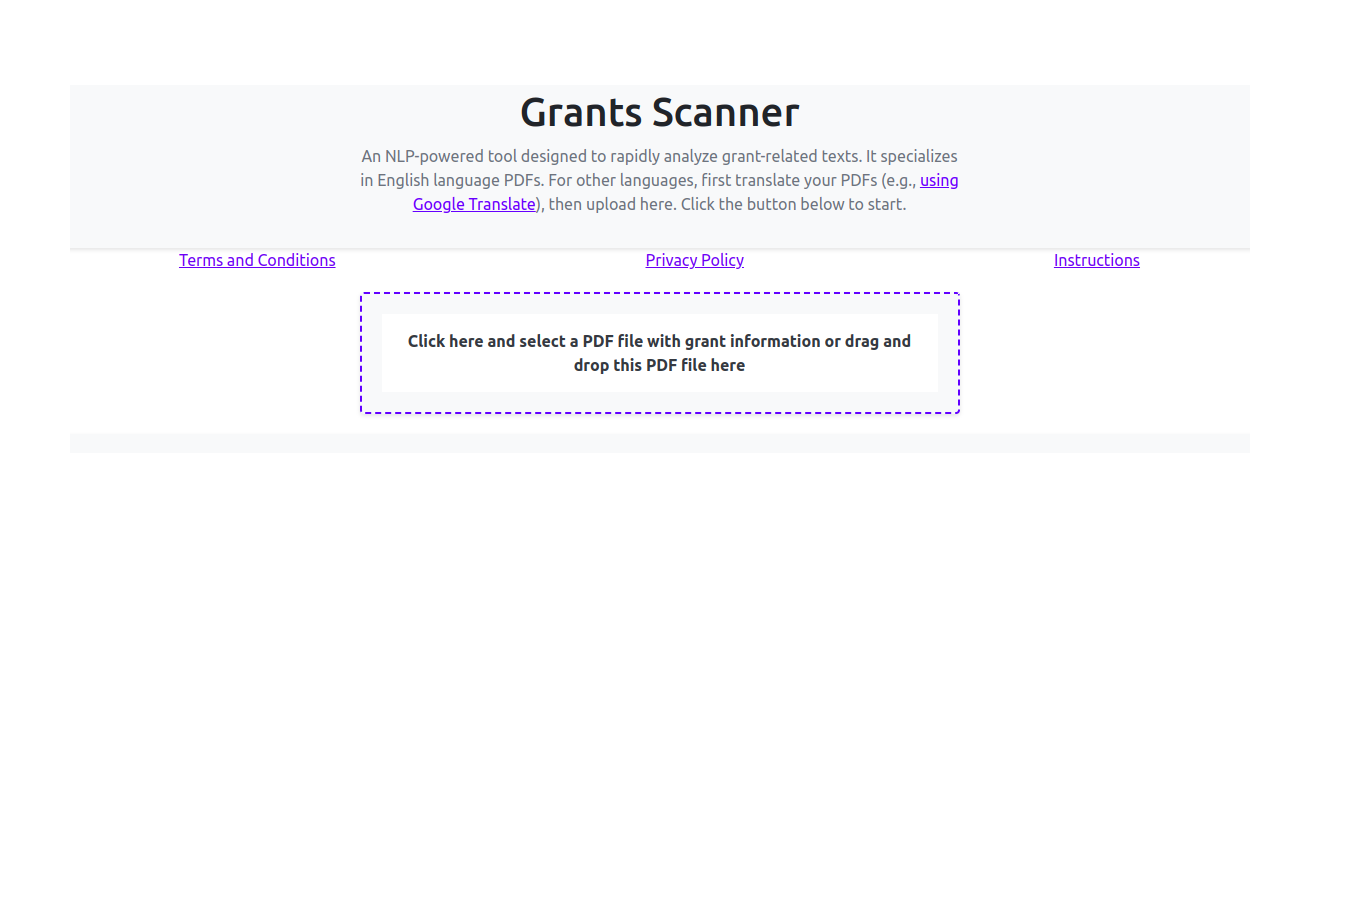 Grants Scanner
An NLP-powered tool designed to rapidly analyze grant-related texts. It specializes
in English language PDFs. For other languages, first translate your PDFs (e.g., using
Google Translate), then upload here. Click the button below to start.
Terms and Conditions Privacy Policy Instructions
Click here and select a PDF file with grant information or drag and
drop this PDF file here